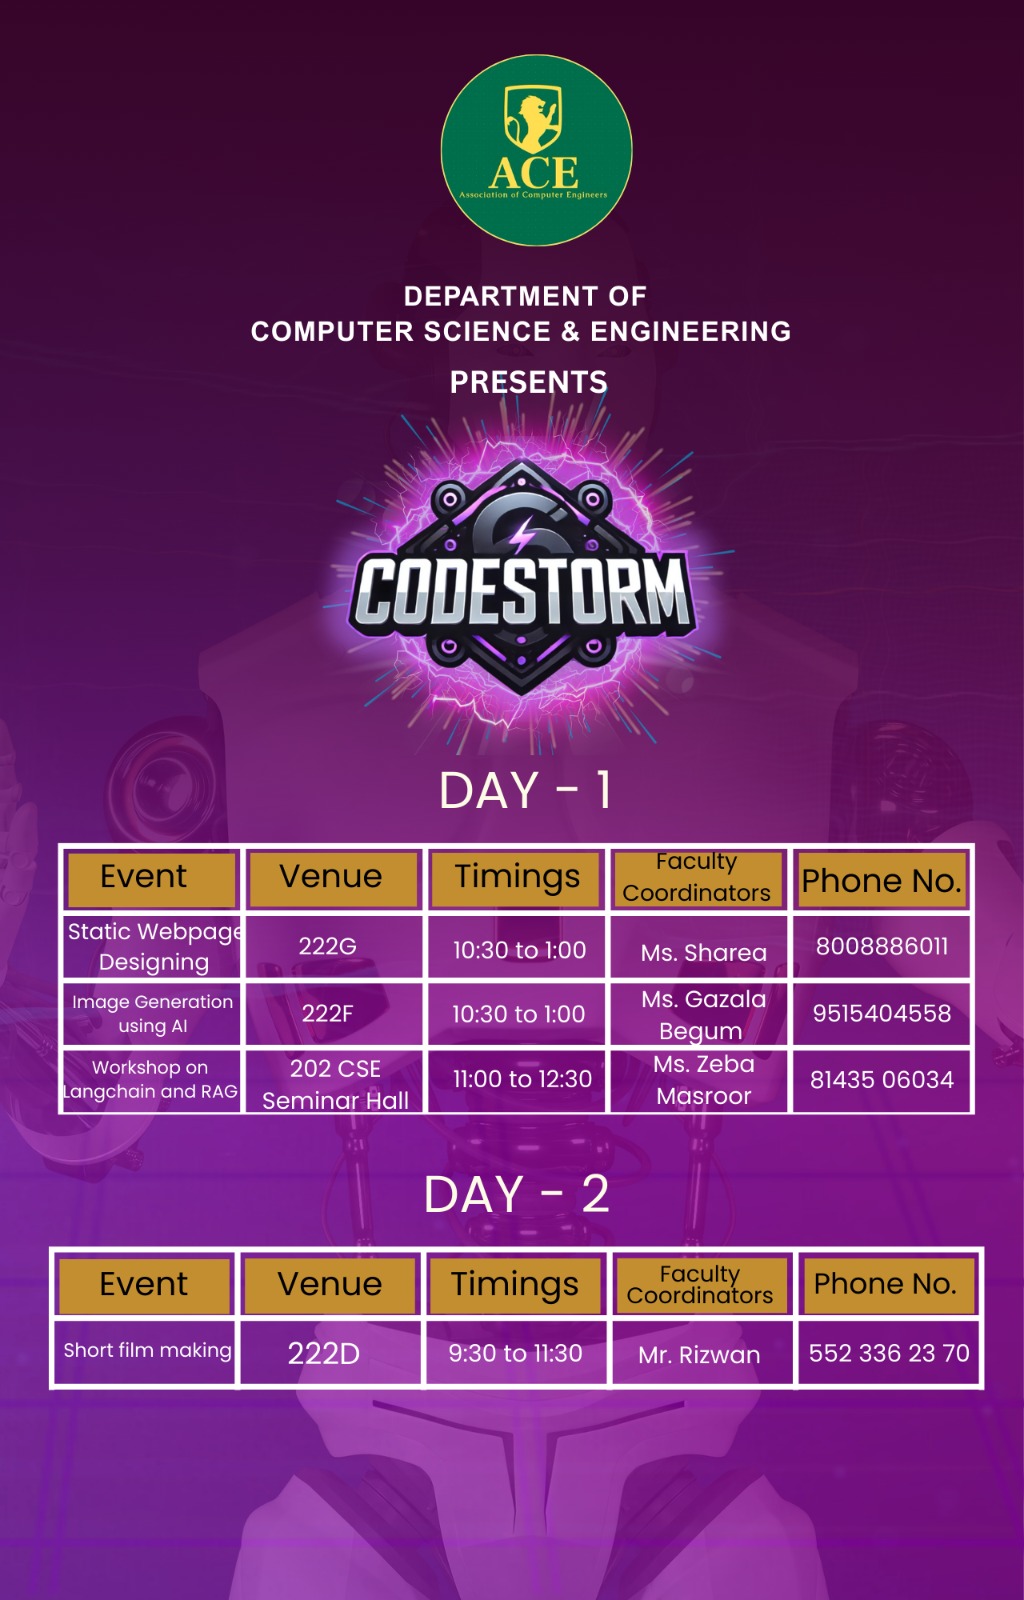 ACE
Association of Computer Engineers
DEPARTMENT OF
COMPUTER SCIENCE & ENGINEERING
PRESENTS
CODESTORM
DAY - 1
Event Venue Timings Faculty Coordinators Phone No.
Static Webpage Designing 222G 10:30 to 1:00 Ms. Sharea 8008886011
Image Generation using AI 222F 10:30 to 1:00 Ms. Gazala Begum 9515404558
Workshop on Langchain and RAG 202 CSE Seminar Hall 11:00 to 12:30 Ms. Zeba Masroor 81435 06034
DAY - 2
Event Venue Timings Faculty Coordinators Phone No.
Short film making 222D 9:30 to 11:30 Mr. Rizwan 552 336 23 70